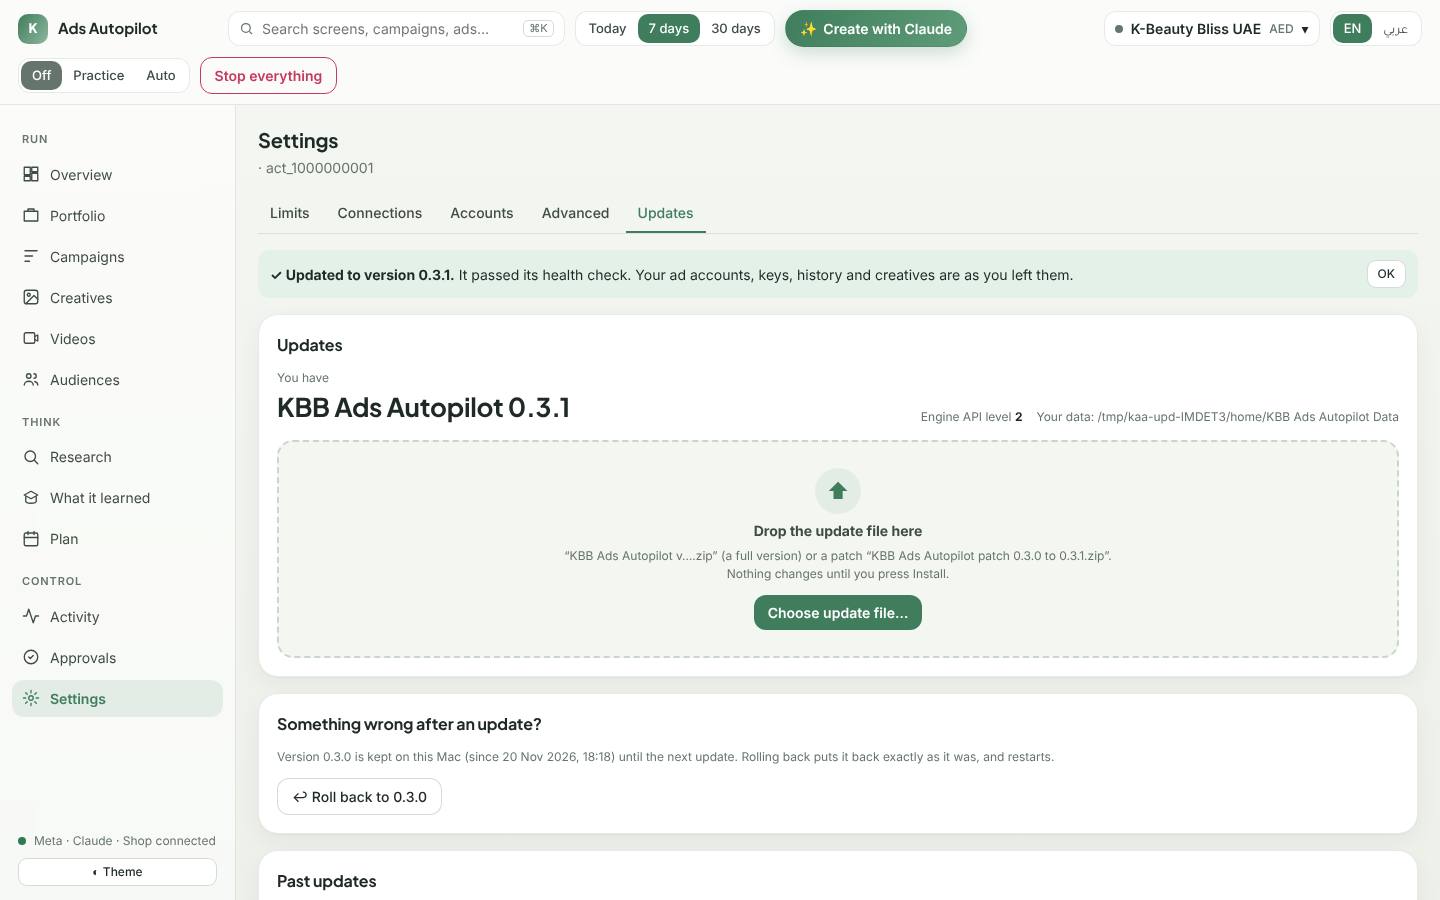 K
Ads Autopilot
Search screens, campaigns, ads...
⌘K
Today
7 days
30 days
✨ Create with Claude
K-Beauty Bliss UAE AED ▾
EN
عربي
Off
Practice
Auto
Stop everything
RUN
Overview
Portfolio
Campaigns
Creatives
Videos
Audiences
THINK
Research
What it learned
Plan
CONTROL
Activity
Approvals
Settings
Meta · Claude · Shop connected
Theme
Settings
· act_1000000001
Limits
Connections
Accounts
Advanced
Updates
✓ Updated to version 0.3.1. It passed its health check. Your ad accounts, keys, history and creatives are as you left them.
OK
Updates
You have
KBB Ads Autopilot 0.3.1
Engine API level 2
Your data: /tmp/kaa-upd-IMDET3/home/KBB Ads Autopilot Data
Drop the update file here
“KBB Ads Autopilot v….zip” (a full version) or a patch “KBB Ads Autopilot patch 0.3.0 to 0.3.1.zip”.
Nothing changes until you press Install.
Choose update file...
Something wrong after an update?
Version 0.3.0 is kept on this Mac (since 20 Nov 2026, 18:18) until the next update. Rolling back puts it back exactly as it was, and restarts.
↩ Roll back to 0.3.0
Past updates